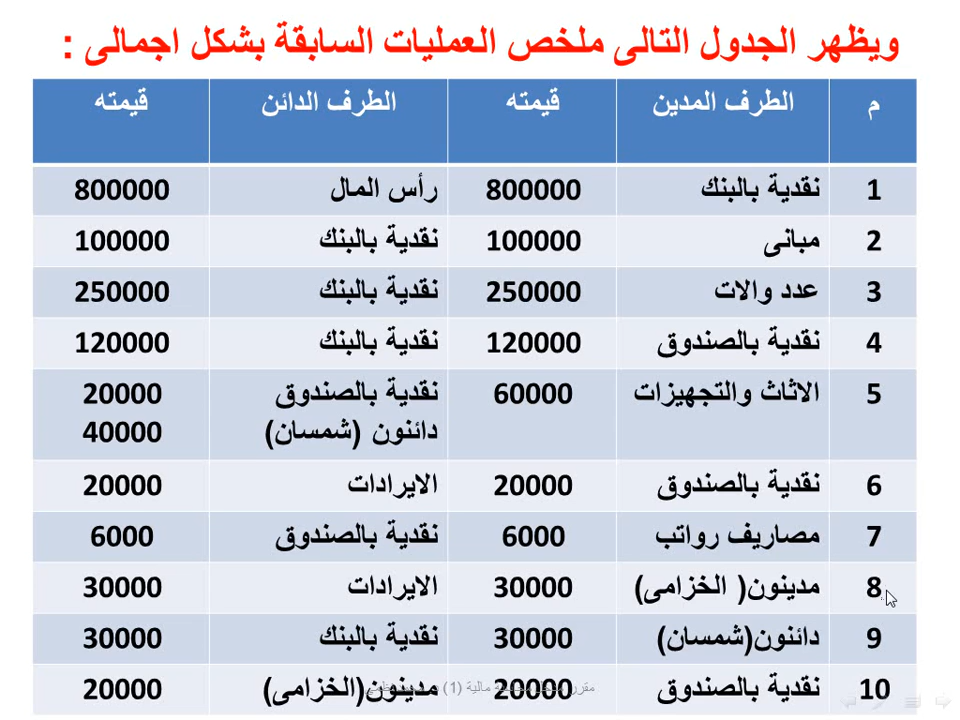 ويظهر الجدول التالى ملخص العمليات السابقة بشكل اجمالى :
م الطرف المدين قيمته الطرف الدائن قيمته
1 نقدية بالبنك 800000 رأس المال 800000
2 مبانى 100000 نقدية بالبنك 100000
3 عدد والات 250000 نقدية بالبنك 250000
4 نقدية بالصندوق 120000 نقدية بالبنك 120000
5 الاثاث والتجهيزات 60000 نقدية بالصندوق 20000
دائنون (شمسان) 40000
6 نقدية بالصندوق 20000 الايرادات 20000
7 مصاريف رواتب 6000 نقدية بالصندوق 6000
8 مدينون( الخزامى) 30000 الايرادات 30000
9 دائنون(شمسان) 30000 نقدية بالبنك 30000
10 نقدية بالصندوق 20000 مدينون(الخزامى) 20000
مالية (1)